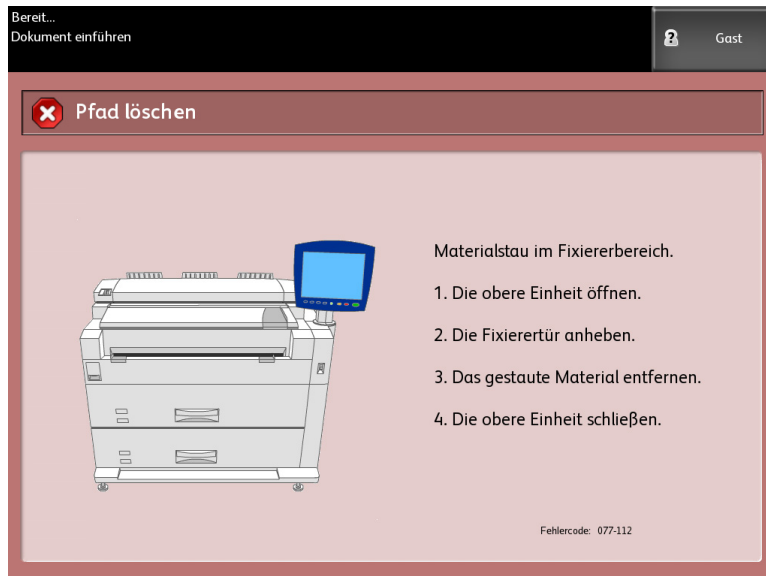 Bereit...
Dokument einführen
Gast
Pfad löschen
Materialstau im Fixiererbereich.
1. Die obere Einheit öffnen.
2. Die Fixierertür anheben.
3. Das gestaute Material entfernen.
4. Die obere Einheit schließen.
Fehlercode: 077-112